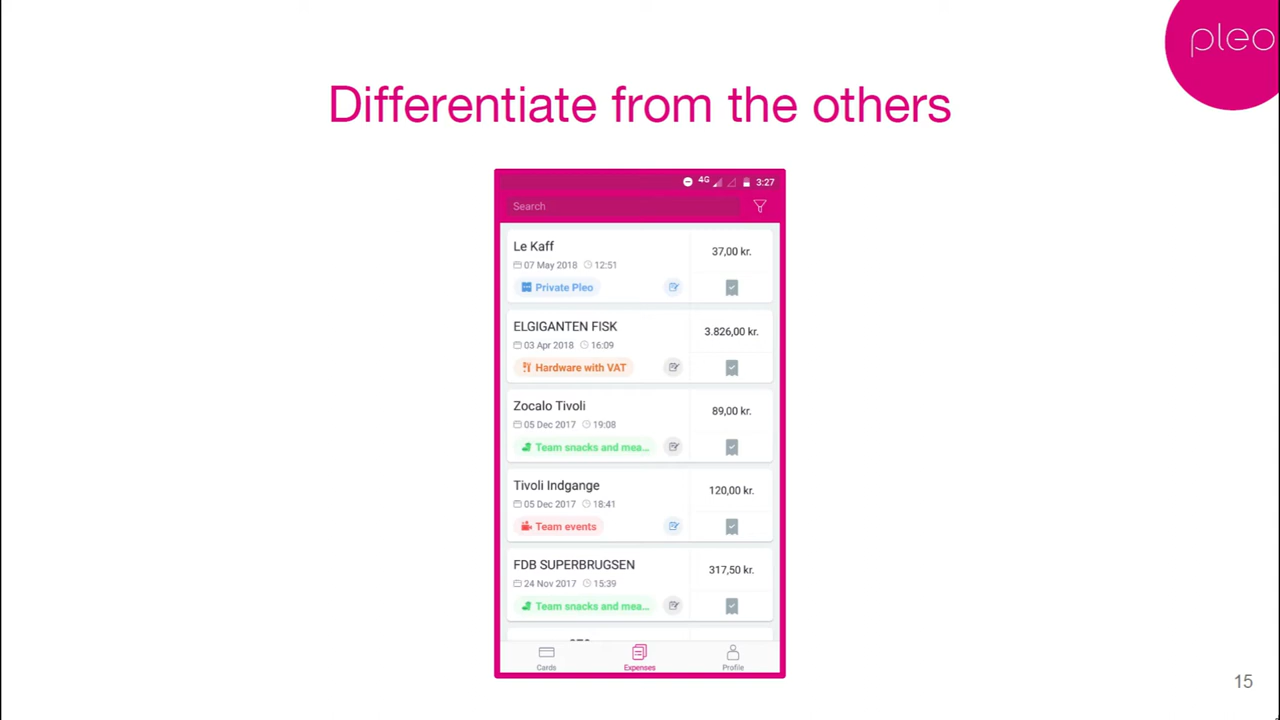 pleo
Differentiate from the others
4G 3:27
Search
Le Kaff
37,00 kr.
07 May 2018 12:51
Private Pleo
ELGIGANTEN FISK
3.826,00 kr.
03 Apr 2018 16:09
Hardware with VAT
Zocalo Tivoli
89,00 kr.
05 Dec 2017 19:08
Team snacks and mea...
Tivoli Indgange
120,00 kr.
05 Dec 2017 18:41
Team events
FDB SUPERBRUGSEN
317,50 kr.
24 Nov 2017 15:39
Team snacks and mea...
Cards Expenses Profile
15